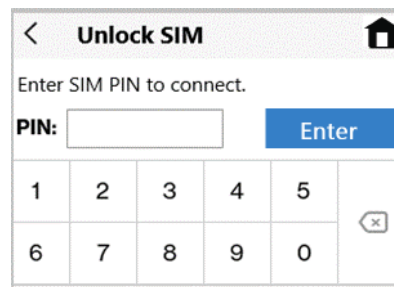 Unlock SIM
Enter SIM PIN to connect.
PIN: Enter
1 2 3 4 5
6 7 8 9 0